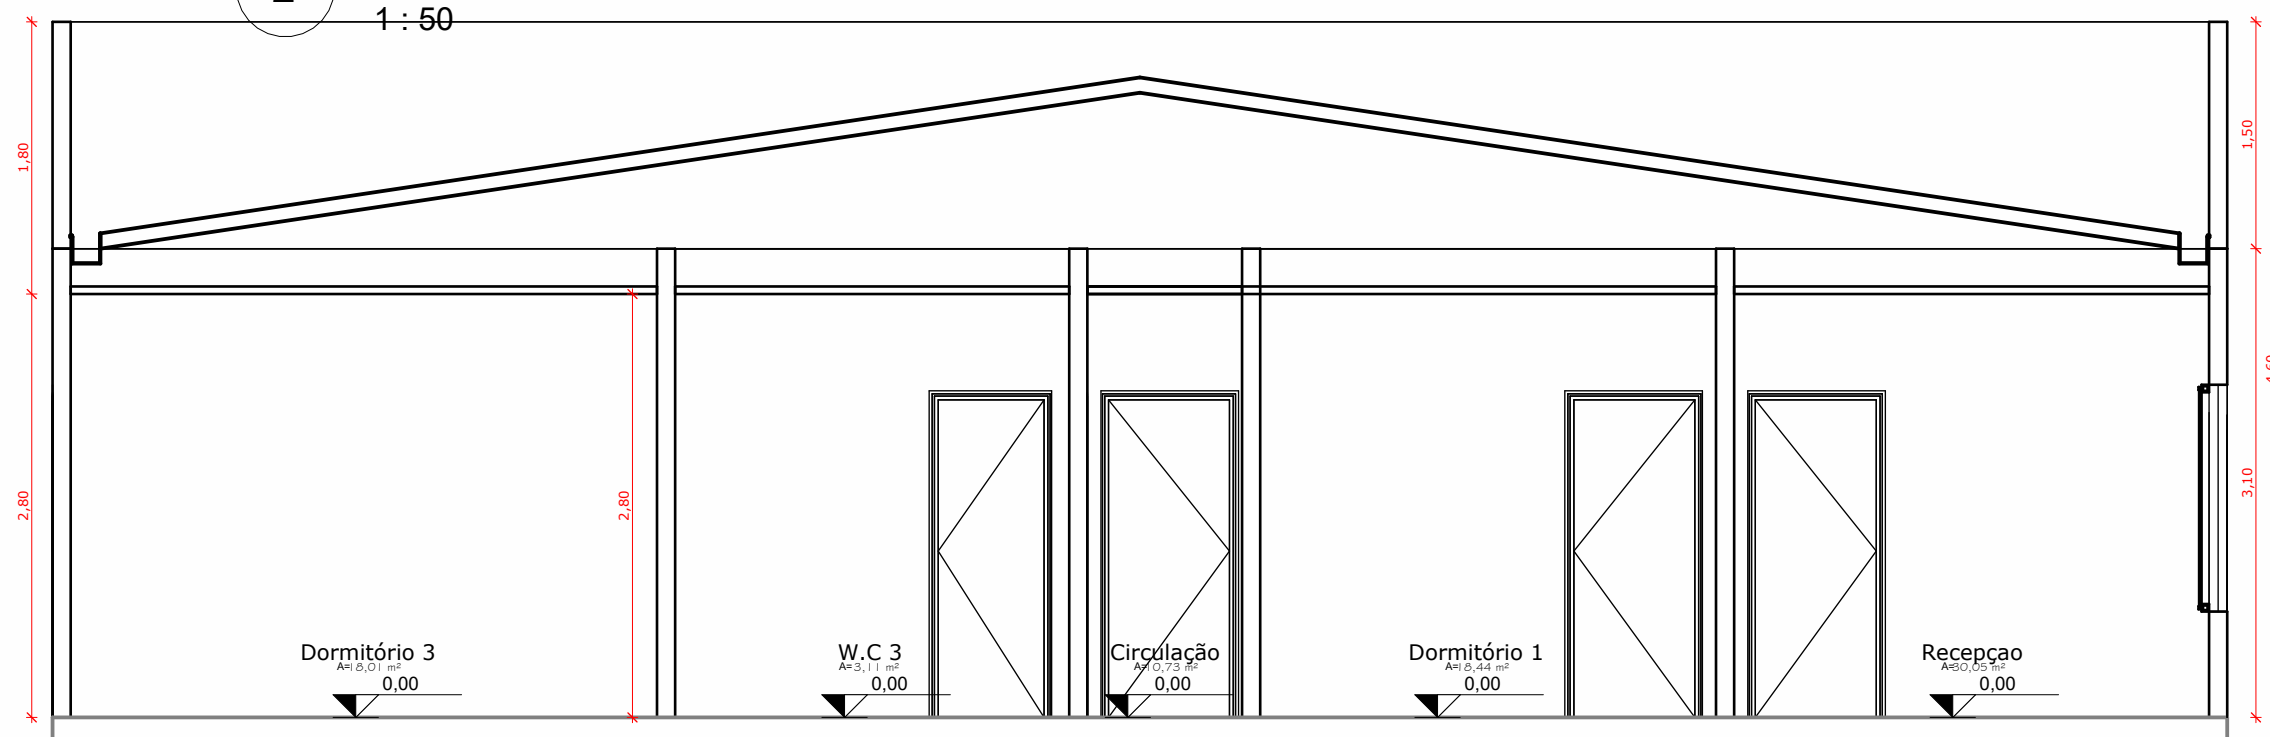 1 : 50
1,80
1,50
2,80
2,80
3,10
Dormitório 3
A=18,01 m²
0,00
W.C 3
A=3,11 m²
0,00
Circulação
A=10,73 m²
0,00
Dormitório 1
A=18,44 m²
0,00
Recepçao
A=30,05 m²
0,00